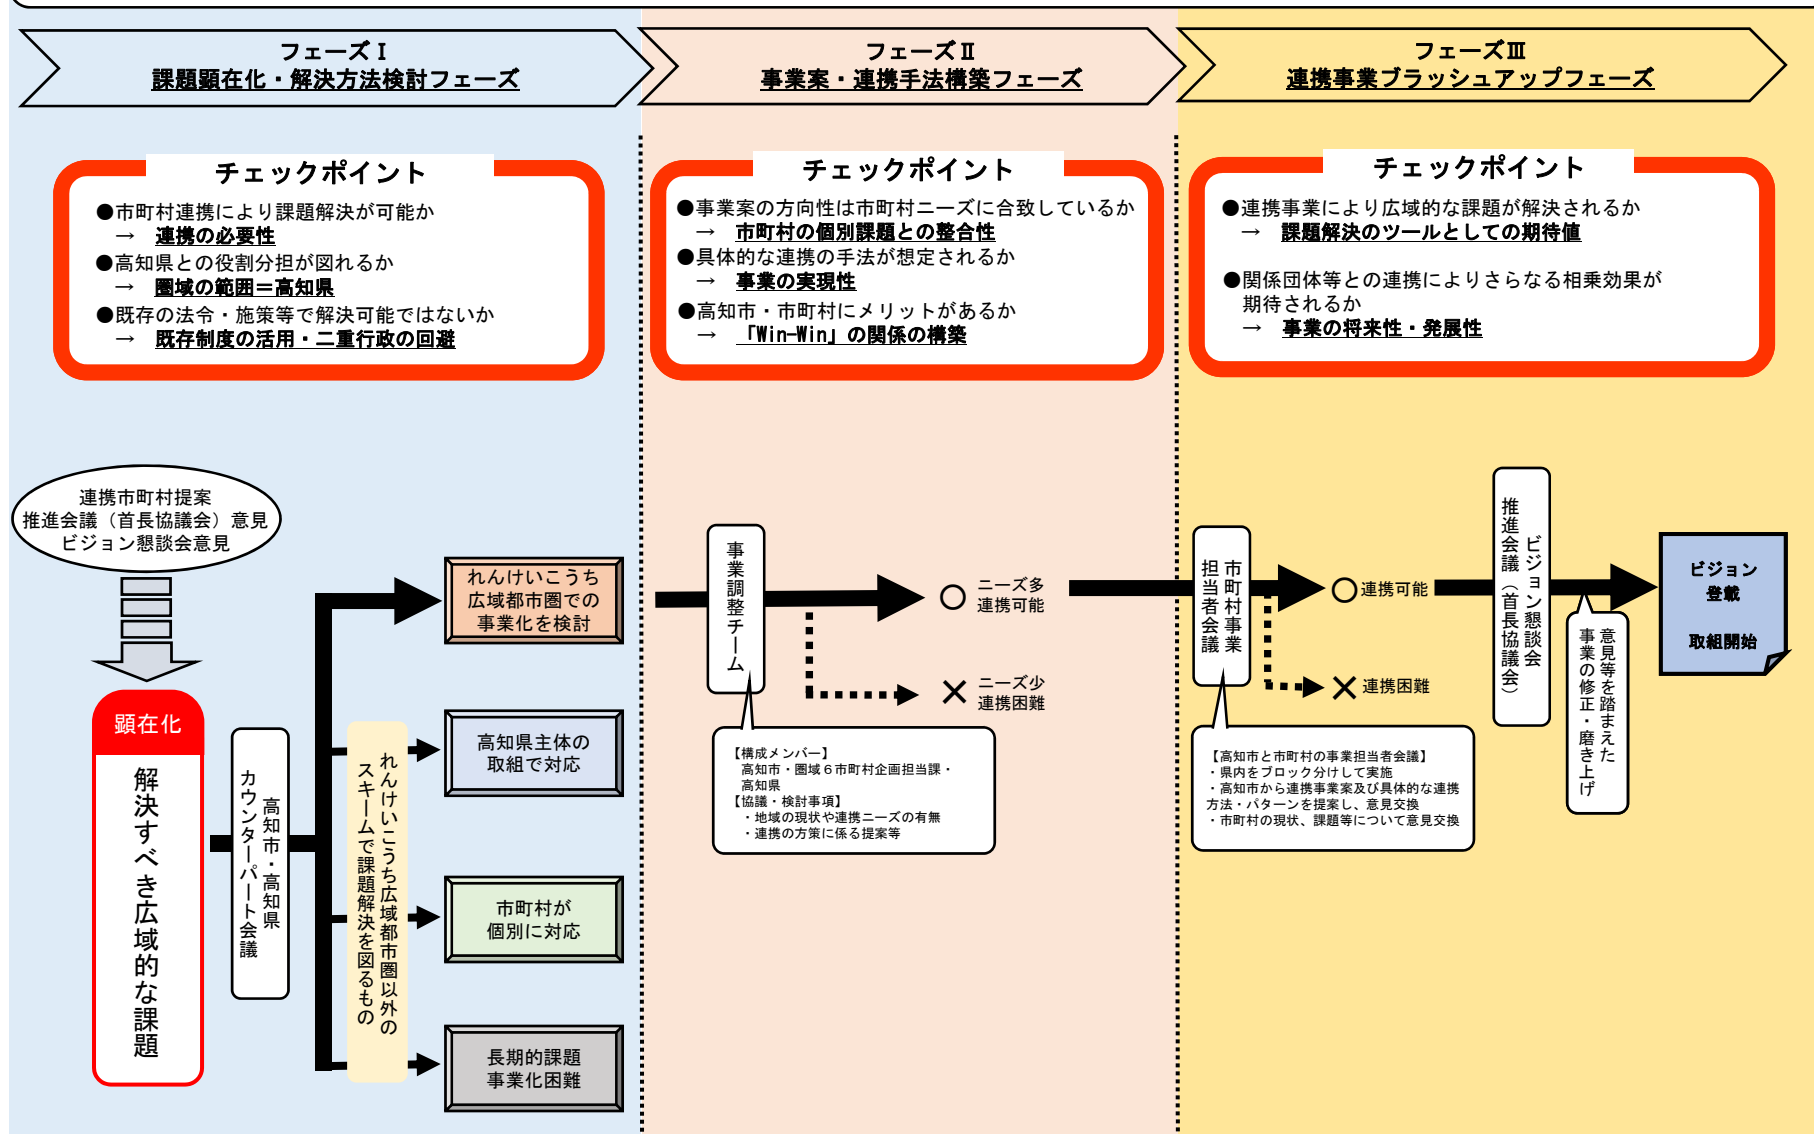 フェーズⅠ
課題顕在化・解決方法検討フェーズ
フェーズⅡ
事業案・連携手法構築フェーズ
フェーズⅢ
連携事業ブラッシュアップフェーズ
チェックポイント
●市町村連携により課題解決が可能か
→ 連携の必要性
●高知県との役割分担が図れるか
→ 圏域の範囲＝高知県
●既存の法令・施策等で解決可能ではないか
→ 既存制度の活用・二重行政の回避
チェックポイント
●事業案の方向性は市町村ニーズに合致しているか
→ 市町村の個別課題との整合性
●具体的な連携の手法が想定されるか
→ 事業の実現性
●高知市・市町村にメリットがあるか
→ 「Win-Win」の関係の構築
チェックポイント
●連携事業により広域的な課題が解決されるか
→ 課題解決のツールとしての期待値
●関係団体等との連携によりさらなる相乗効果が
期待されるか
→ 事業の将来性・発展性
連携市町村提案
推進会議（首長協議会）意見
ビジョン懇談会意見
顕在化
解決すべき広域的な課題
高知市・高知県
カウンターパート会議
れんけいこうち広域都市圏以外の
スキームで課題解決を図るもの
れんけいこうち
広域都市圏での
事業化を検討
高知県主体の
取組で対応
市町村が
個別に対応
長期的課題
事業化困難
事業調整チーム
○ ニーズ多
連携可能
× ニーズ少
連携困難
【構成メンバー】
高知市・圏域６市町村企画担当課・
高知県
【協議・検討事項】
・地域の現状や連携ニーズの有無
・連携の方策に係る提案等
市町村事業
担当者会議
○ 連携可能
× 連携困難
【高知市と市町村の事業担当者会議】
・県内をブロック分けして実施
・高知市から連携事業案及び具体的な連携
方法・パターンを提案し、意見交換
・市町村の現状、課題等について意見交換
ビジョン懇談会
推進会議（首長協議会）
意見等を踏まえた
事業の修正・磨き上げ
ビジョン
登載
取組開始